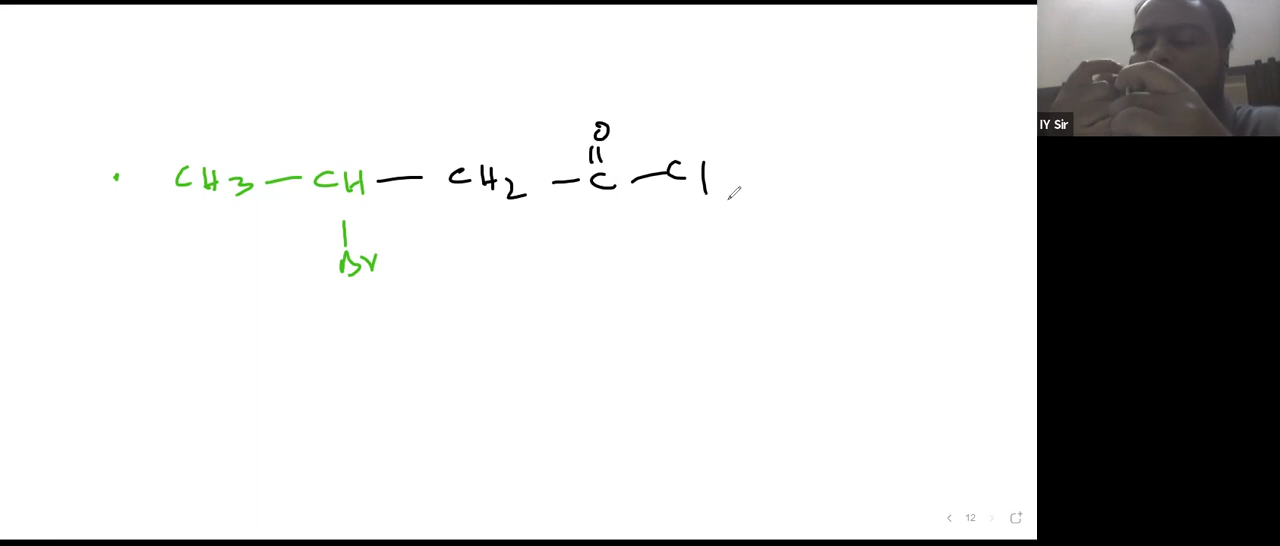 O
||
CH3 — CH — CH2 — C — Cl
|
Br
IY Sir
12